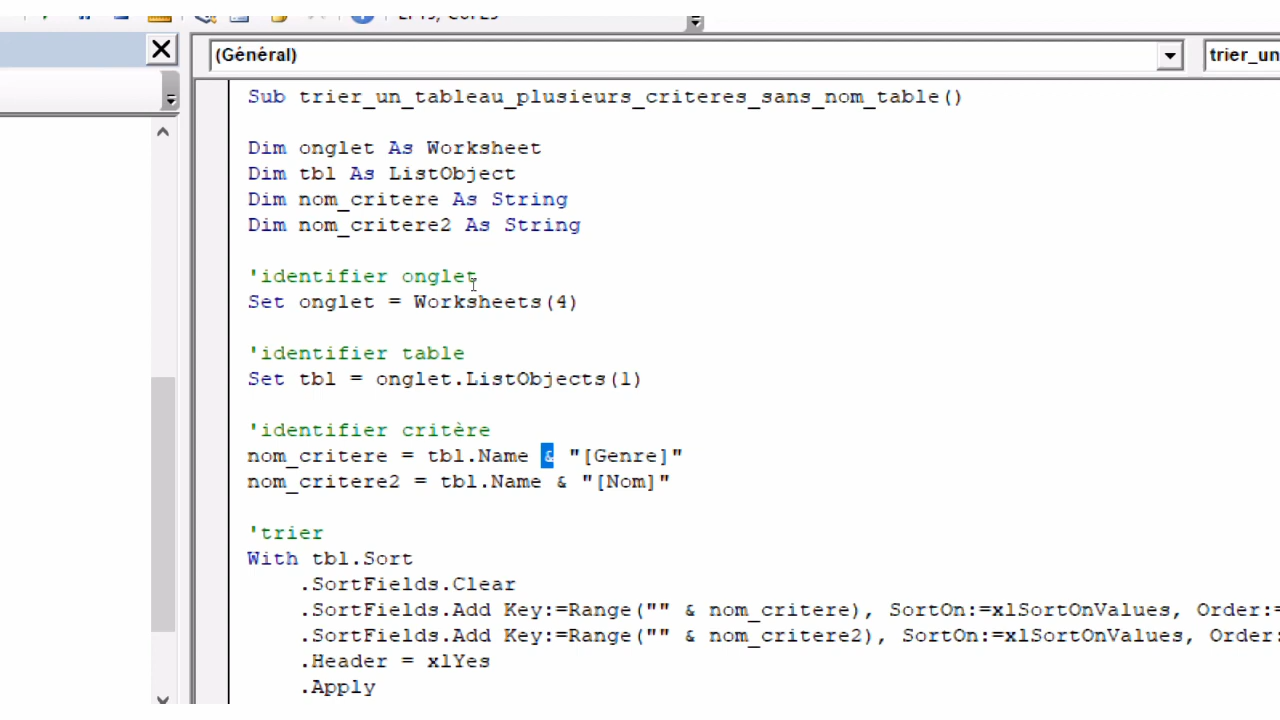 (Général)
trier_un
Sub trier_un_tableau_plusieurs_criteres_sans_nom_table()
Dim onglet As Worksheet
Dim tbl As ListObject
Dim nom_critere As String
Dim nom_critere2 As String
'identifier onglet
Set onglet = Worksheets(4)
'identifier table
Set tbl = onglet.ListObjects(1)
'identifier critère
nom_critere = tbl.Name & "[Genre]"
nom_critere2 = tbl.Name & "[Nom]"
'trier
With tbl.Sort
.SortFields.Clear
.SortFields.Add Key:=Range("" & nom_critere), SortOn:=xlSortOnValues, Order:=
.SortFields.Add Key:=Range("" & nom_critere2), SortOn:=xlSortOnValues, Order:
.Header = xlYes
.Apply